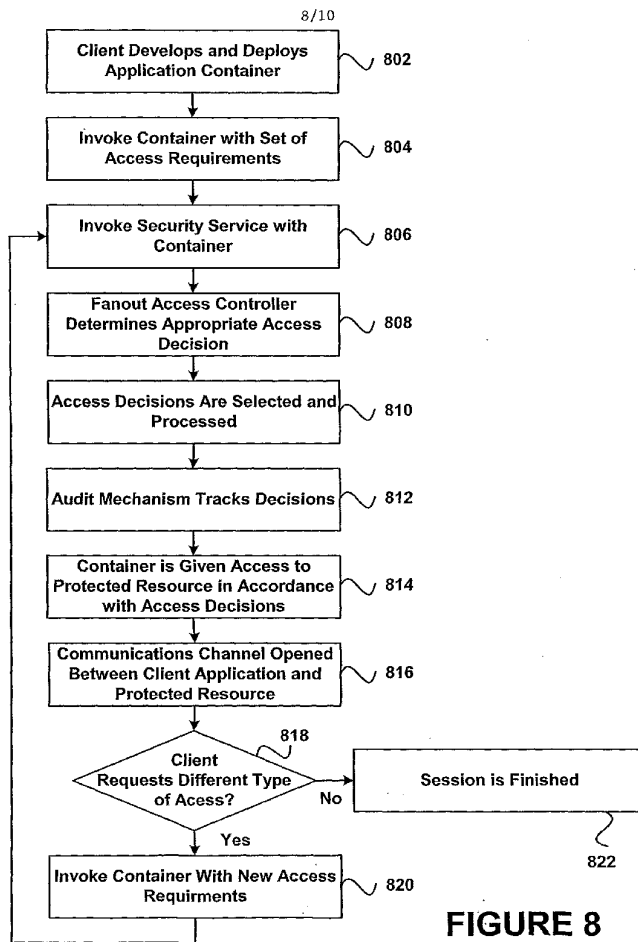 8/10
Client Develops and Deploys
Application Container
802
Invoke Container with Set of
Access Requirements
804
Invoke Security Service with
Container
806
Fanout Access Controller
Determines Appropriate Access
Decision
808
Access Decisions Are Selected and
Processed
810
Audit Mechanism Tracks Decisions
812
Container is Given Access to
Protected Resource in Accordance
with Access Decisions
814
Communications Channel Opened
Between Client Application and
Protected Resource
816
818
Client
Requests Different Type
of Acess?
No
Session is Finished
822
Yes
Invoke Container With New Access
Requirments
820
FIGURE 8